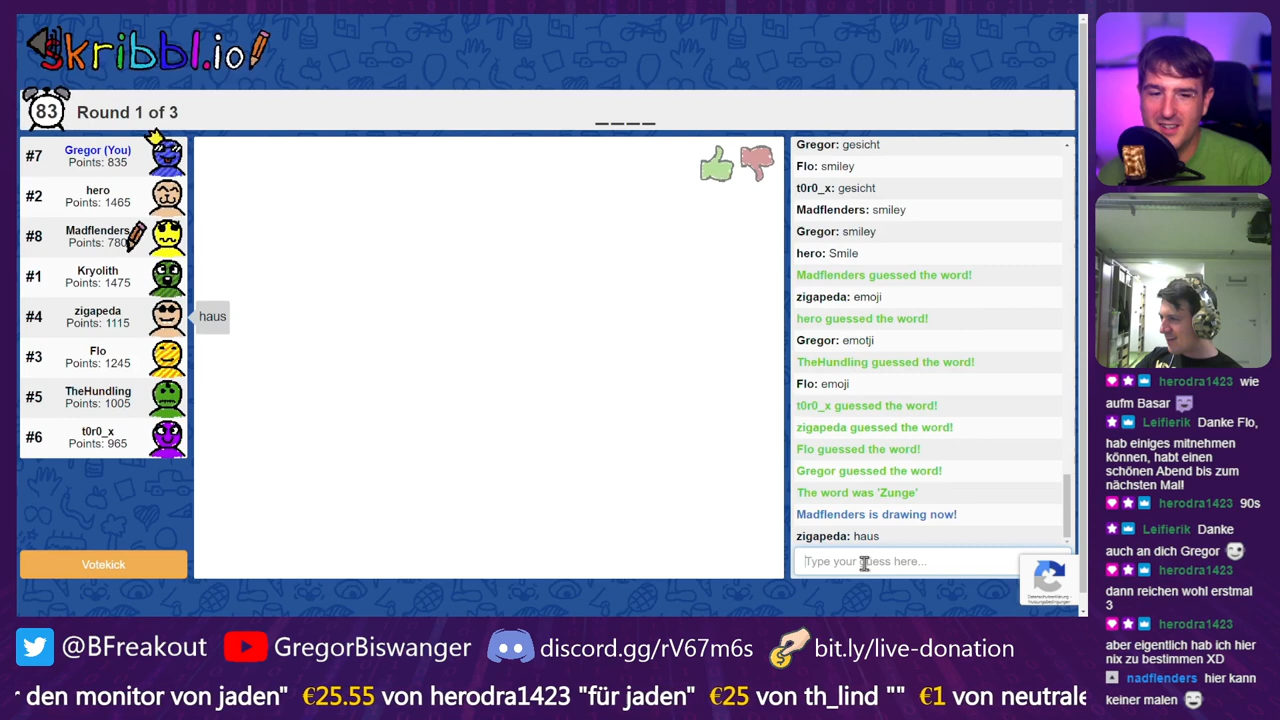 skribbl.io
83
Round 1 of 3
____
#7
Gregor (You)
Points: 835
#2
hero
Points: 1465
#8
Madflenders
Points: 780
#1
Kryolith
Points: 1475
#4
zigapeda
Points: 1115
haus
#3
Flo
Points: 1245
#5
TheHundling
Points: 1005
#6
t0r0_x
Points: 965
Votekick
Gregor: gesicht
Flo: smiley
t0r0_x: gesicht
Madflenders: smiley
Gregor: smiley
hero: Smile
Madflenders guessed the word!
zigapeda: emoji
hero guessed the word!
Gregor: emotji
TheHundling guessed the word!
Flo: emoji
t0r0_x guessed the word!
zigapeda guessed the word!
Flo guessed the word!
Gregor guessed the word!
The word was 'Zunge'
Madflenders is drawing now!
zigapeda: haus
Type your guess here...
Datenschutzerklärung -
Nutzungsbedingungen
herodra1423 wie
aufm Basar
Leifierik Danke Flo,
hab einiges mitnehmen
können, habt einen
schönen Abend bis zum
nächsten Mal!
herodra1423 90s
Leifierik Danke
auch an dich Gregor
herodra1423
dann reichen wohl erstmal
3
herodra1423
aber eigentlich hab ich hier
nix zu bestimmen XD
nadflenders hier kann
keiner malen
@BFreakout GregorBiswanger discord.gg/rV67m6s bit.ly/live-donation
r den monitor von jaden" €25.55 von herodra1423 "für jaden" €25 von th_lind "" €1 von neutrale